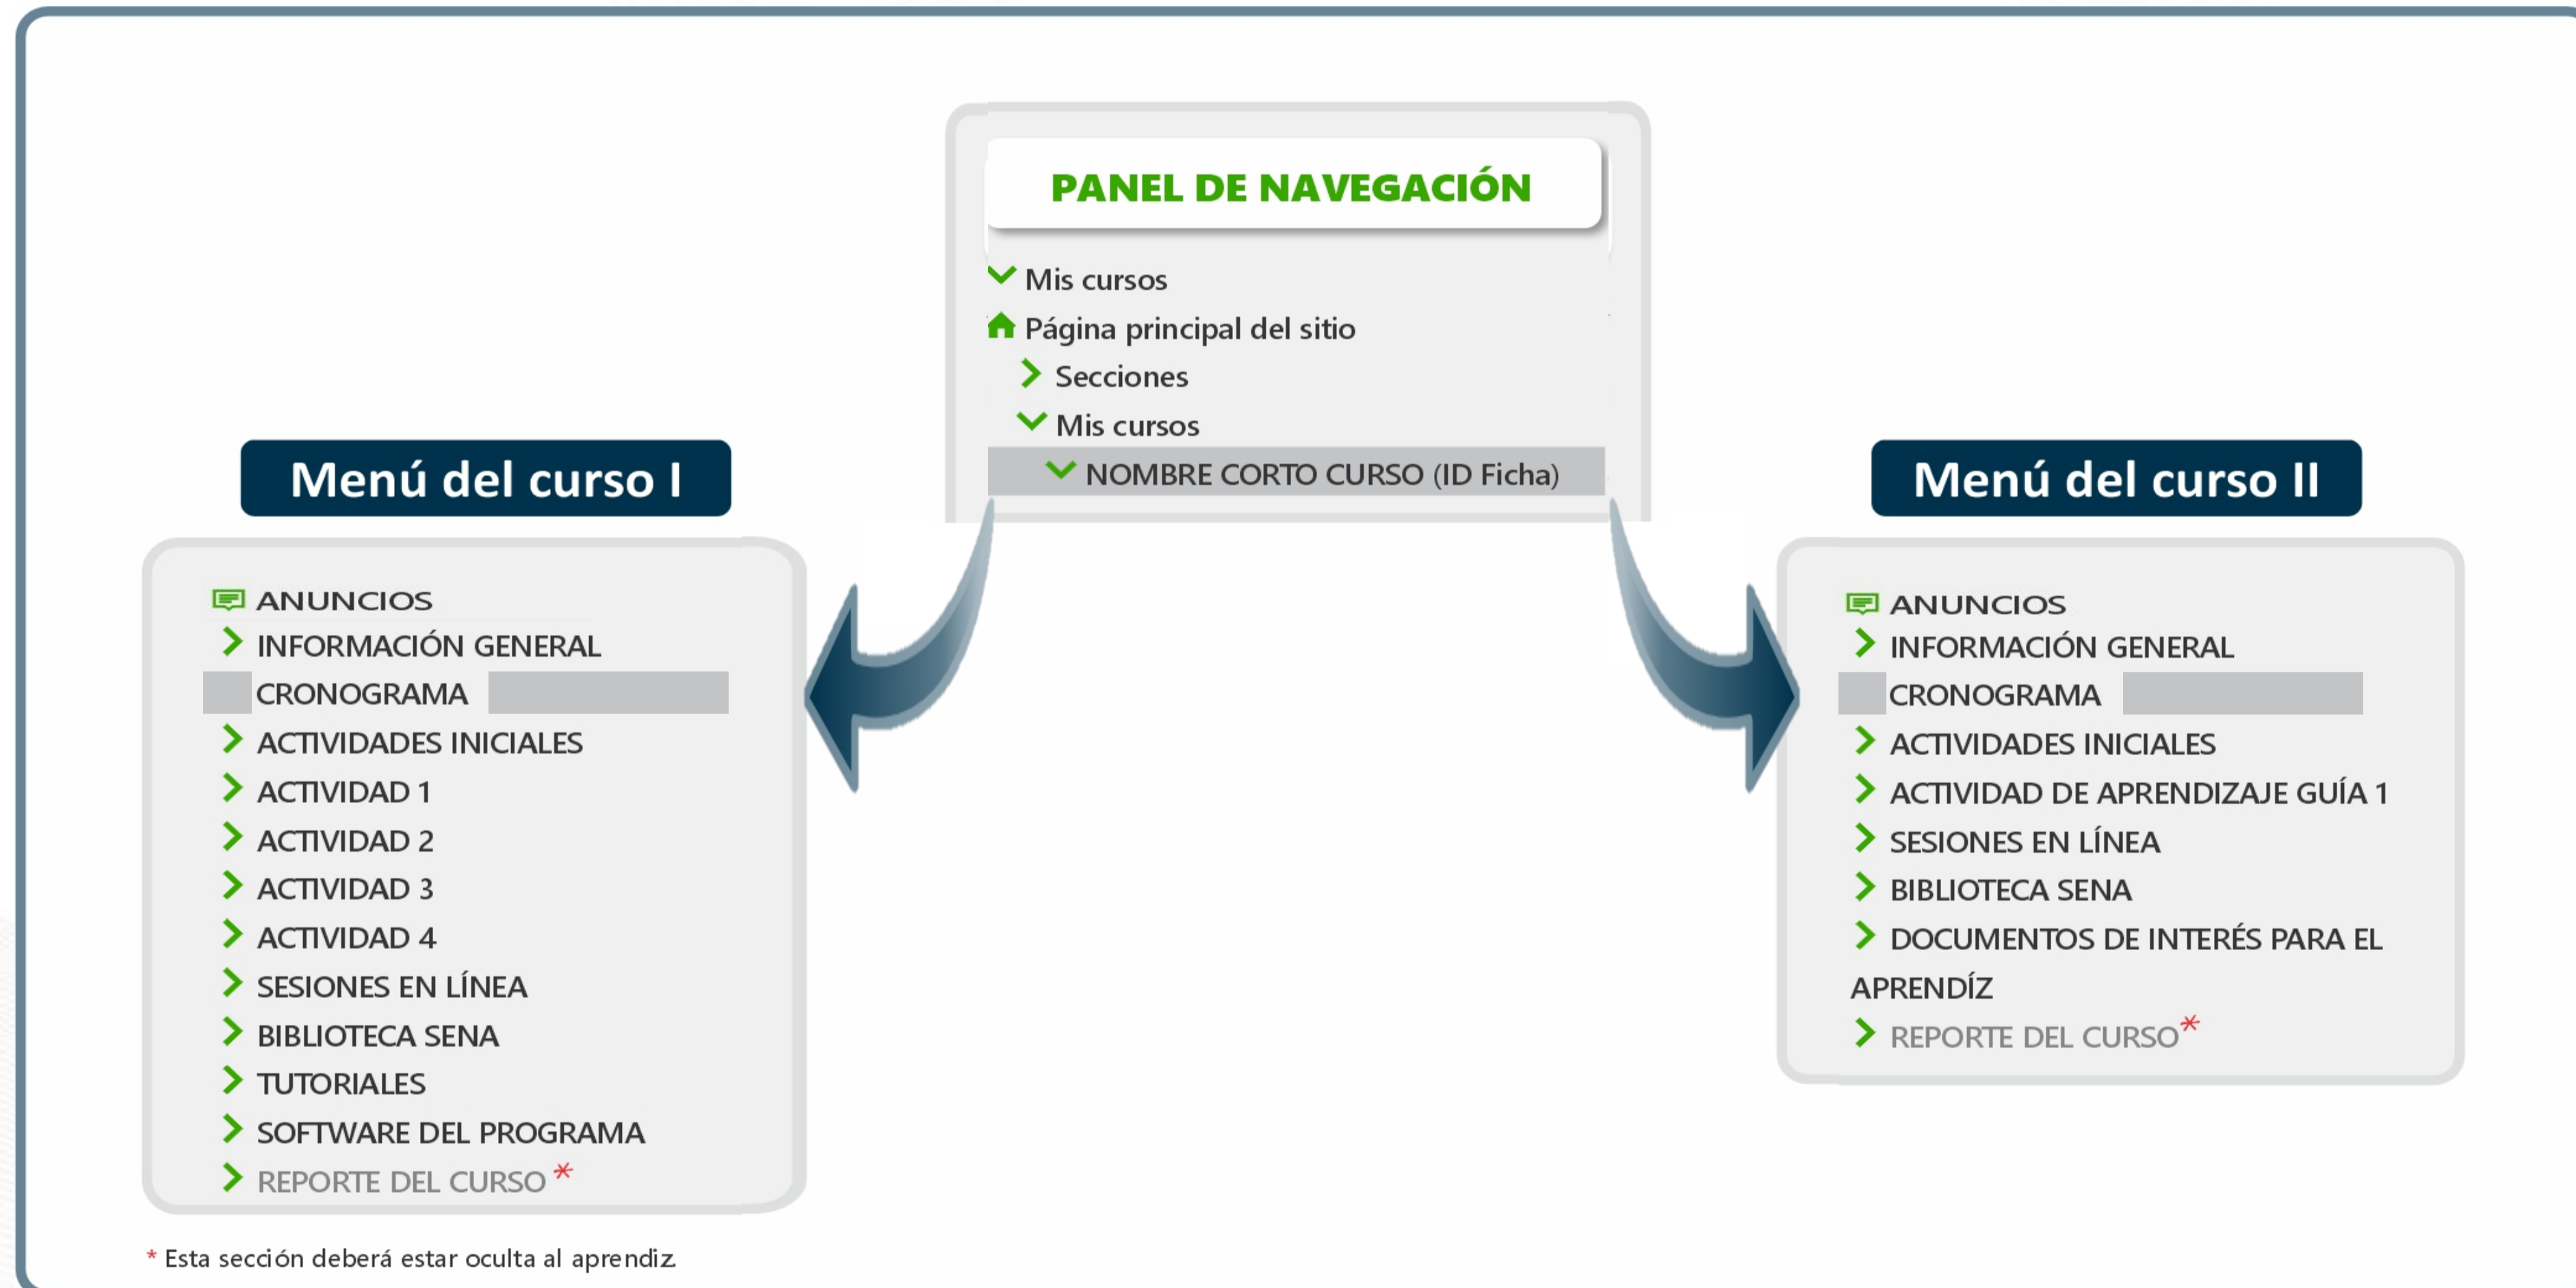 PANEL DE NAVEGACIÓN
Mis cursos
Página principal del sitio
Secciones
Mis cursos
NOMBRE CORTO CURSO (ID Ficha)
Menú del curso I
ANUNCIOS
INFORMACIÓN GENERAL
CRONOGRAMA
ACTIVIDADES INICIALES
ACTIVIDAD 1
ACTIVIDAD 2
ACTIVIDAD 3
ACTIVIDAD 4
SESIONES EN LÍNEA
BIBLIOTECA SENA
TUTORIALES
SOFTWARE DEL PROGRAMA
REPORTE DEL CURSO *
* Esta sección deberá estar oculta al aprendiz.
Menú del curso II
ANUNCIOS
INFORMACIÓN GENERAL
CRONOGRAMA
ACTIVIDADES INICIALES
ACTIVIDAD DE APRENDIZAJE GUÍA 1
SESIONES EN LÍNEA
BIBLIOTECA SENA
DOCUMENTOS DE INTERÉS PARA EL
APRENDÍZ
REPORTE DEL CURSO*